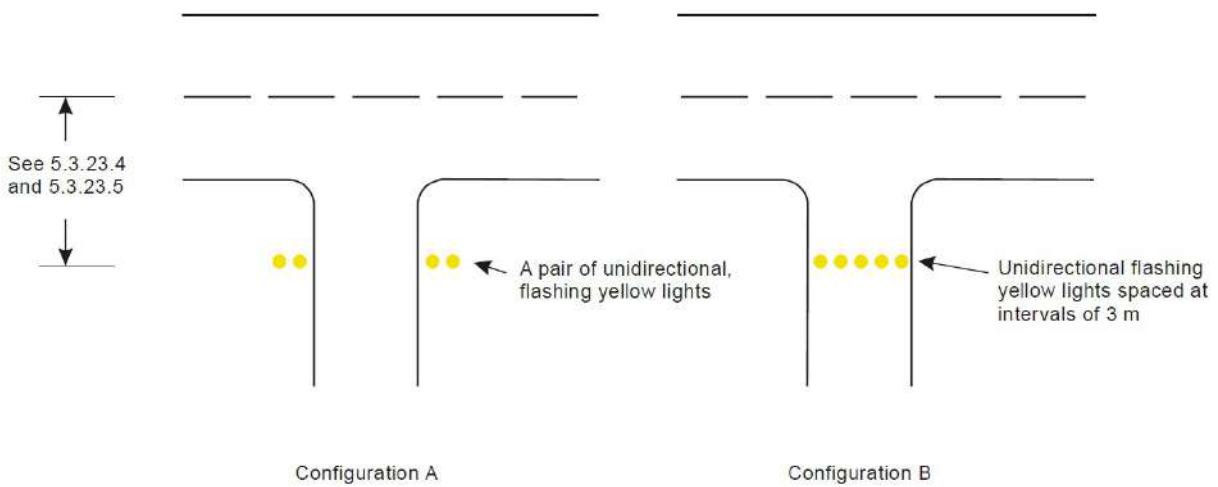 See 5.3.23.4
and 5.3.23.5
A pair of unidirectional,
flashing yellow lights
Unidirectional flashing
yellow lights spaced at
intervals of 3 m
Configuration A
Configuration B